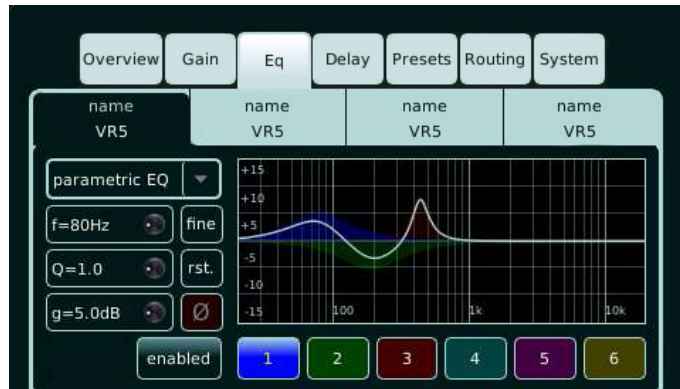 Overview Gain Eq Delay Presets Routing System
name name name name
VR5 VR5 VR5 VR5
parametric EQ
f=80Hz fine
Q=1.0 rst.
g=5.0dB Ø
enabled
+15
+10
+5
-5
-10
-15 100 1k 10k
1 2 3 4 5 6